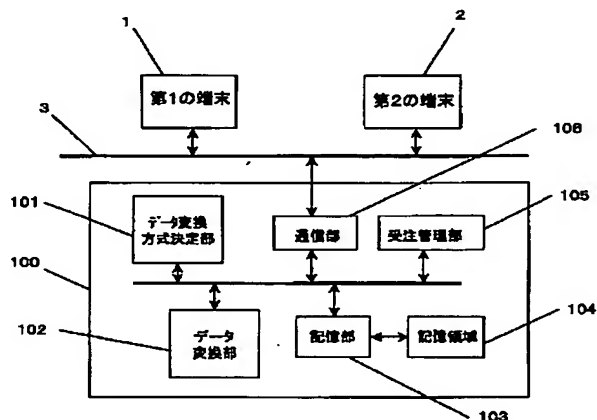 1
2
第1の端末
第2の端末
3
106
101
データ変換
方式決定部
通信部
受注管理部
105
100
102
データ
変換部
記憶部
記憶領域
104
103